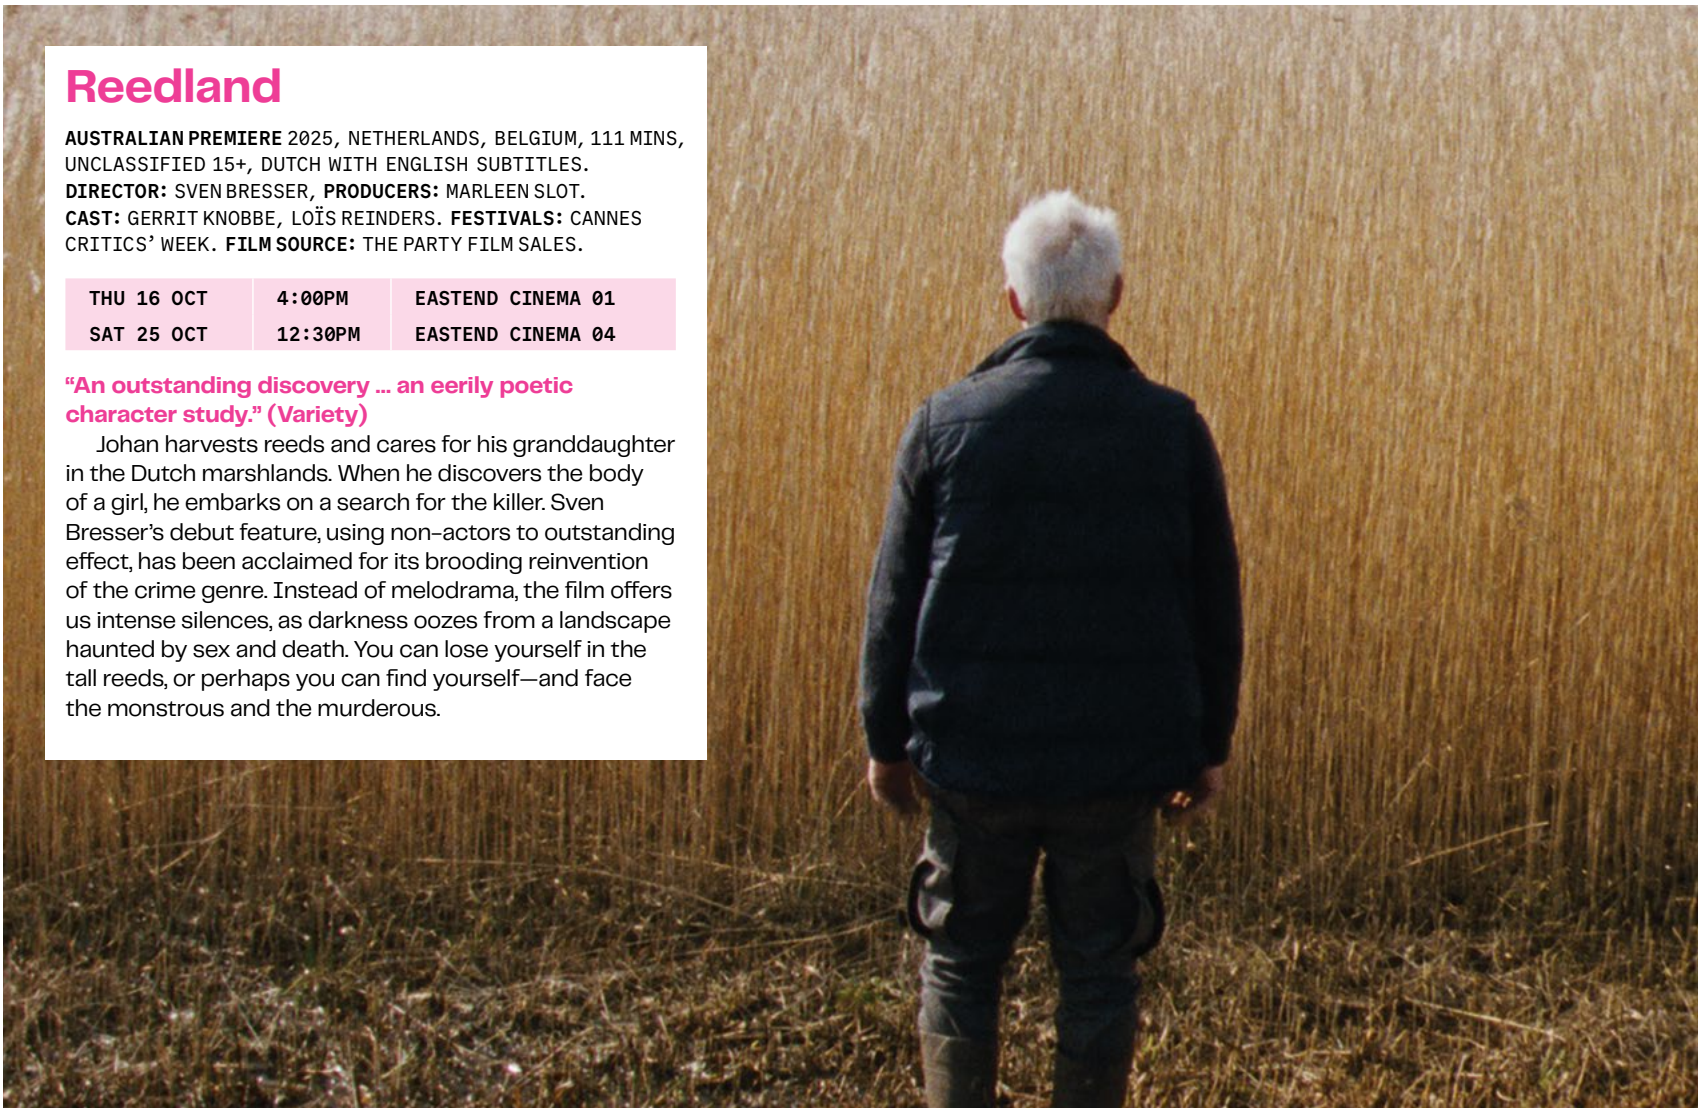 Reedland
AUSTRALIAN PREMIERE 2025, NETHERLANDS, BELGIUM, 111 MINS,
UNCLASSIFIED 15+, DUTCH WITH ENGLISH SUBTITLES.
DIRECTOR: SVEN BRESSER, PRODUCERS: MARLEEN SLOT.
CAST: GERRIT KNOBBE, LOÏS REINDERS. FESTIVALS: CANNES
CRITICS’ WEEK. FILM SOURCE: THE PARTY FILM SALES.
THU 16 OCT 4:00PM EASTEND CINEMA 01
SAT 25 OCT 12:30PM EASTEND CINEMA 04
“An outstanding discovery ... an eerily poetic
character study.” (Variety)
Johan harvests reeds and cares for his granddaughter
in the Dutch marshlands. When he discovers the body
of a girl, he embarks on a search for the killer. Sven
Bresser’s debut feature, using non-actors to outstanding
effect, has been acclaimed for its brooding reinvention
of the crime genre. Instead of melodrama, the film offers
us intense silences, as darkness oozes from a landscape
haunted by sex and death. You can lose yourself in the
tall reeds, or perhaps you can find yourself—and face
the monstrous and the murderous.